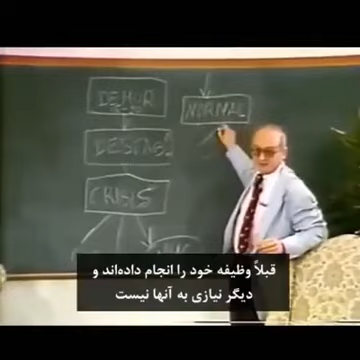 DEMOR
NORMAL
DESTAB
CRISIS
قبلاً وظیفه خود را انجام داده‌اند و
دیگر نیازی به آنها نیست